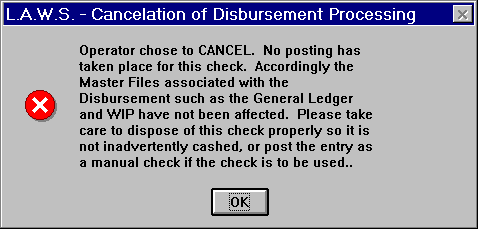 L.A.W.S. - Cancelation of Disbursement Processing
Operator chose to CANCEL.  No posting has
taken place for this check.  Accordingly the
Master Files associated with the
Disbursement such as the General Ledger
and WIP have not been affected.  Please take
care to dispose of this check properly so it is
not inadvertently cashed, or post the entry as
a manual check if the check is to be used..
OK